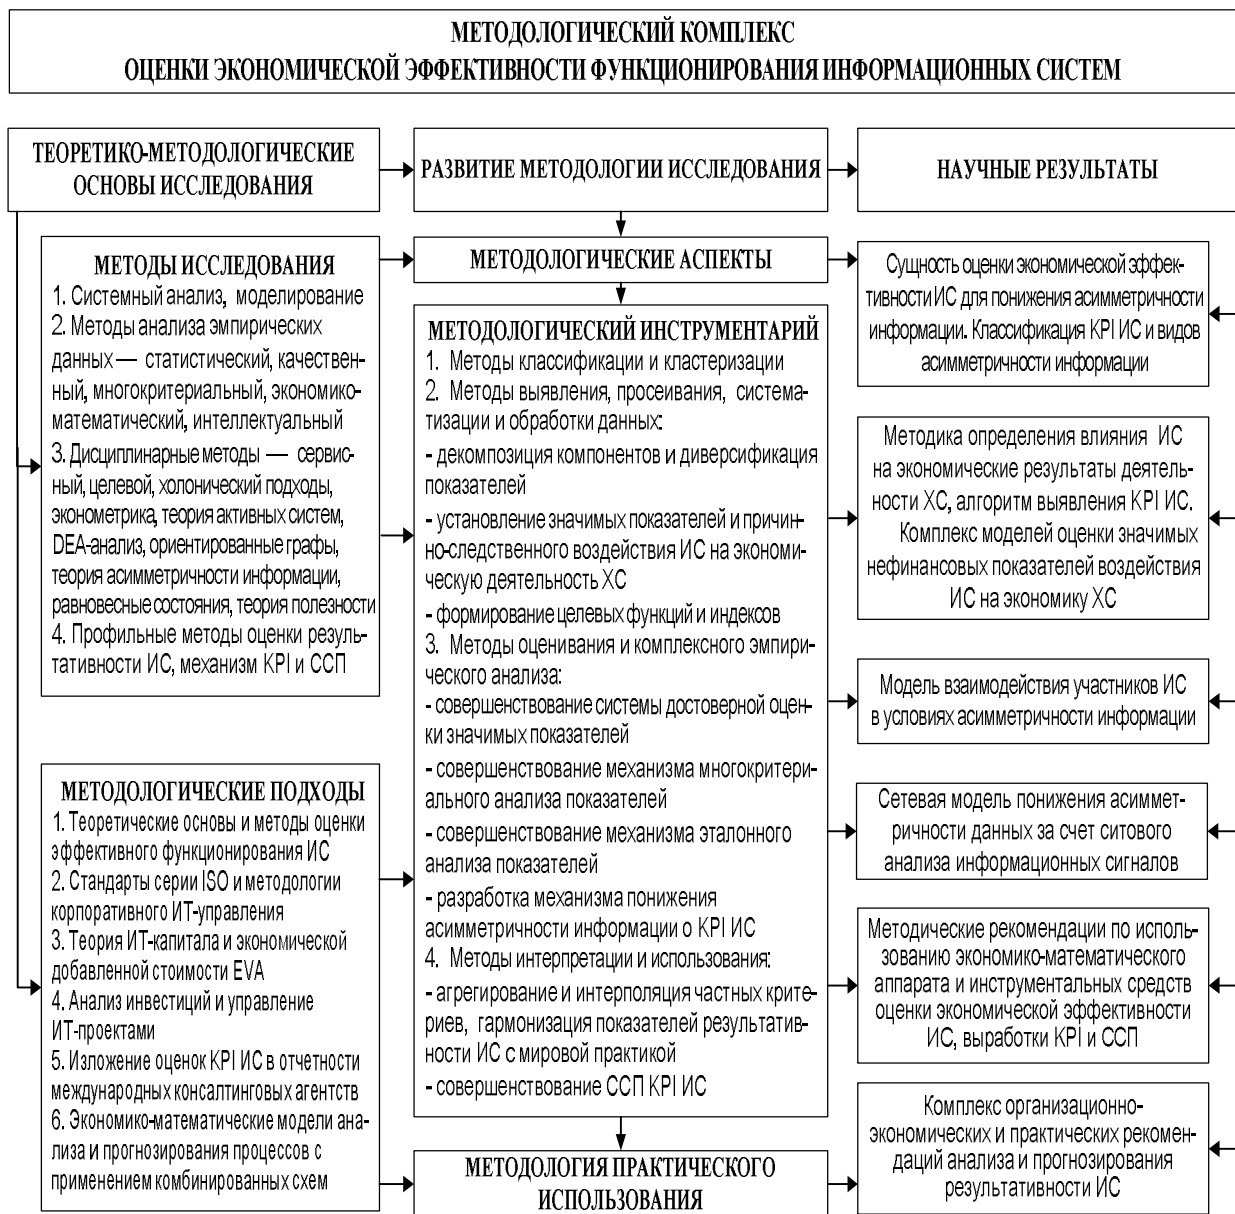 МЕТОДОЛОГИЧЕСКИЙ КОМПЛЕКС
ОЦЕНКИ ЭКОНОМИЧЕСКОЙ ЭФФЕКТИВНОСТИ ФУНКЦИОНИРОВАНИЯ ИНФОРМАЦИОННЫХ СИСТЕМ
ТЕОРЕТИКО-МЕТОДОЛОГИЧЕСКИЕ
ОСНОВЫ ИССЛЕДОВАНИЯ
МЕТОДЫ ИССЛЕДОВАНИЯ
1. Системный анализ, моделирование
2. Методы анализа эмпирических
данных — статистический, качествен-
ный, многокритериальный, экономико-
математический, интеллектуальный
3. Дисциплинарные методы — сервис-
ный, целевой, холонический подходы,
эконометрика, теория активных систем,
DEA-анализ, ориентированные графы,
теория асимметричности информации,
равновесные состояния, теория полезности
4. Профильные методы оценки резуль-
тативности ИС, механизм KPI и ССП
МЕТОДОЛОГИЧЕСКИЕ ПОДХОДЫ
1. Теоретические основы и методы оценки
эффективного функционирования ИС
2. Стандарты серии ISO и методологии
корпоративного ИТ-управления
3. Теория ИТ-капитала и экономической
добавленной стоимости EVA
4. Анализ инвестиций и управление
ИТ-проектами
5. Изложение оценок KPI ИС в отчетности
международных консалтинговых агентств
6. Экономико-математические модели ана-
лиза и прогнозирования процессов с
применением комбинированных схем
РАЗВИТИЕ МЕТОДОЛОГИИ ИССЛЕДОВАНИЯ
МЕТОДОЛОГИЧЕСКИЕ АСПЕКТЫ
МЕТОДОЛОГИЧЕСКИЙ ИНСТРУМЕНТАРИЙ
1. Методы классификации и кластеризации
2. Методы выявления, просеивания, система-
тизации и обработки данных:
- декомпозиция компонентов и диверсификация
показателей
- установление значимых показателей и причин-
но-следственного воздействия ИС на экономи-
ческую деятельность ХС
- формирование целевых функций и индексов
3. Методы оценивания и комплексного эмпири-
ческого анализа:
- совершенствование системы достоверной оцен-
ки значимых показателей
- совершенствование механизма многокритери-
ального анализа показателей
- совершенствование механизма эталонного
анализа показателей
- разработка механизма понижения
асимметричности информации о KPI ИС
4. Методы интерпретации и использования:
- агрегирование и интерполяция частных крите-
риев, гармонизация показателей результатив-
ности ИС с мировой практикой
- совершенствование ССП KPI ИС
МЕТОДОЛОГИЯ ПРАКТИЧЕСКОГО
ИСПОЛЬЗОВАНИЯ
НАУЧНЫЕ РЕЗУЛЬТАТЫ
Сущность оценки экономической эффек-
тивности ИС для понижения асимметричности
информации. Классификация KPI ИС и видов
асимметричности информации
Методика определения влияния ИС
на экономические результаты деятель-
ности ХС, алгоритм выявления KPI ИС.
Комплекс моделей оценки значимых
нефинансовых показателей воздействия
ИС на экономику ХС
Модель взаимодействия участников ИС
в условиях асимметричности информации
Сетевая модель понижения асиммет-
ричности данных за счет ситового
анализа информационных сигналов
Методические рекомендации по исполь-
зованию экономико-математического
аппарата и инструментальных средств
оценки экономической эффективности
ИС, выработки KPI и ССП
Комплекс организационно-
экономических и практических рекомен-
даций анализа и прогнозирования
результативности ИС